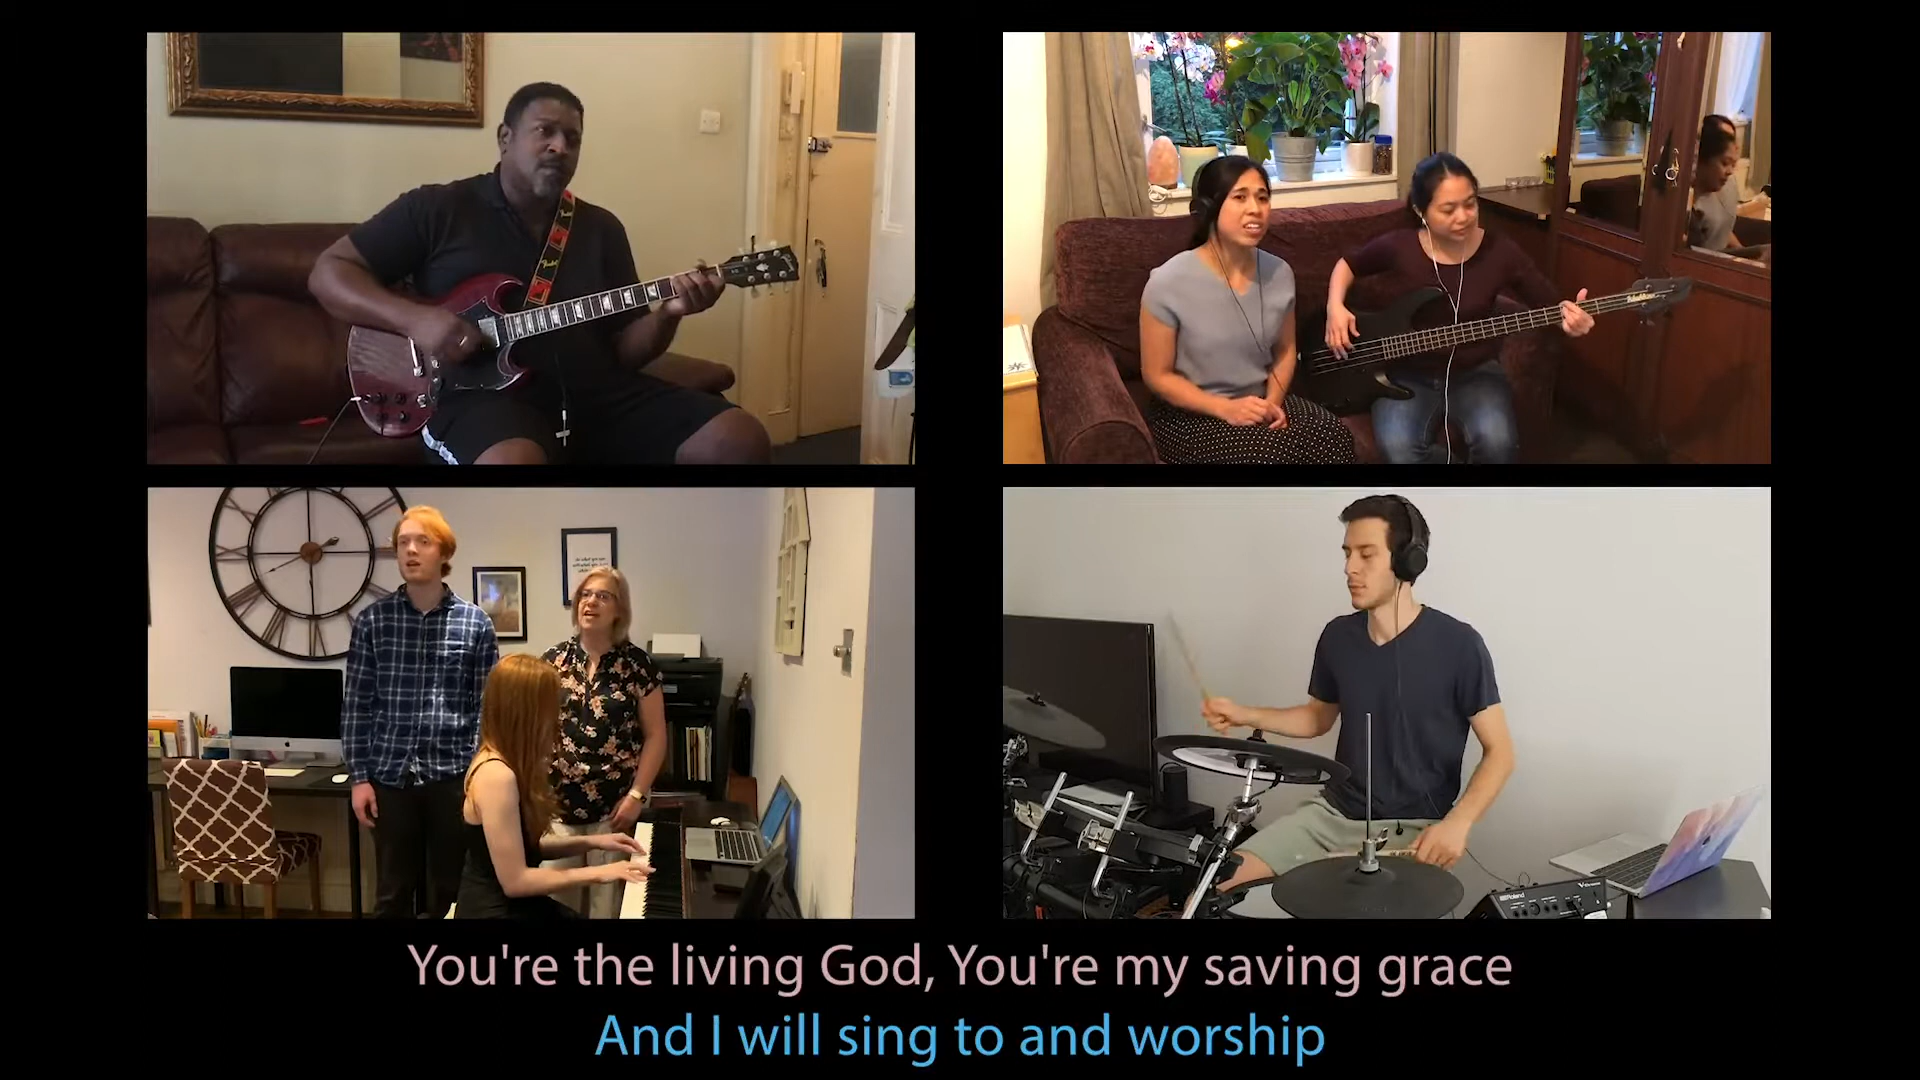 You're the living God, You're my saving grace
And I will sing to and worship